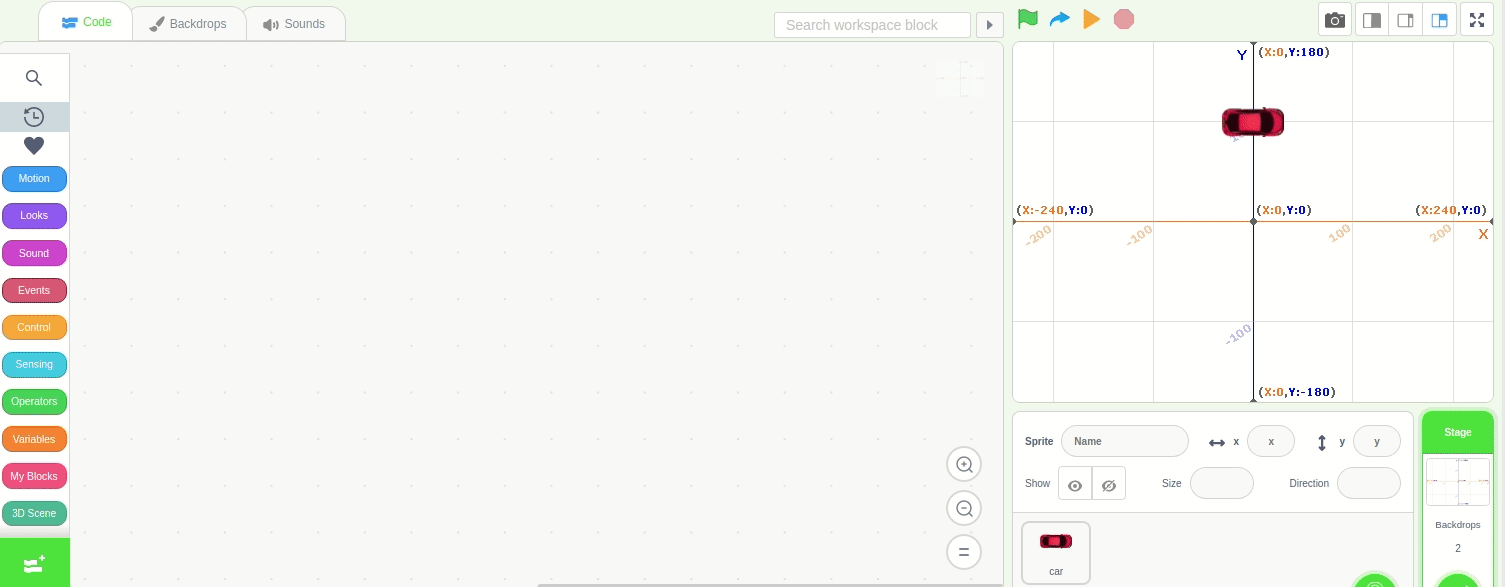 Code
Backdrops
Sounds
Search workspace block
Motion
Looks
Sound
Events
Control
Sensing
Operators
Variables
My Blocks
3D Scene
Y
(X:0,Y:180)
(X:-240,Y:0)
(X:0,Y:0)
(X:240,Y:0)
-200
-100
100
200
X
-100
(X:0,Y:-180)
Sprite
Name
x
x
y
y
Show
Size
Direction
car
Stage
Backdrops
2